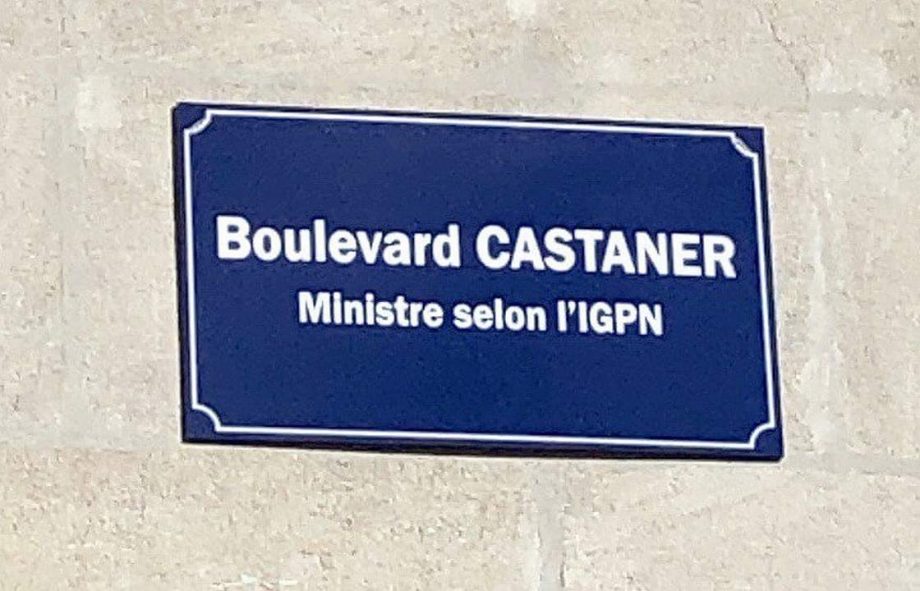 Boulevard CASTANER
Ministre selon l'IGPN